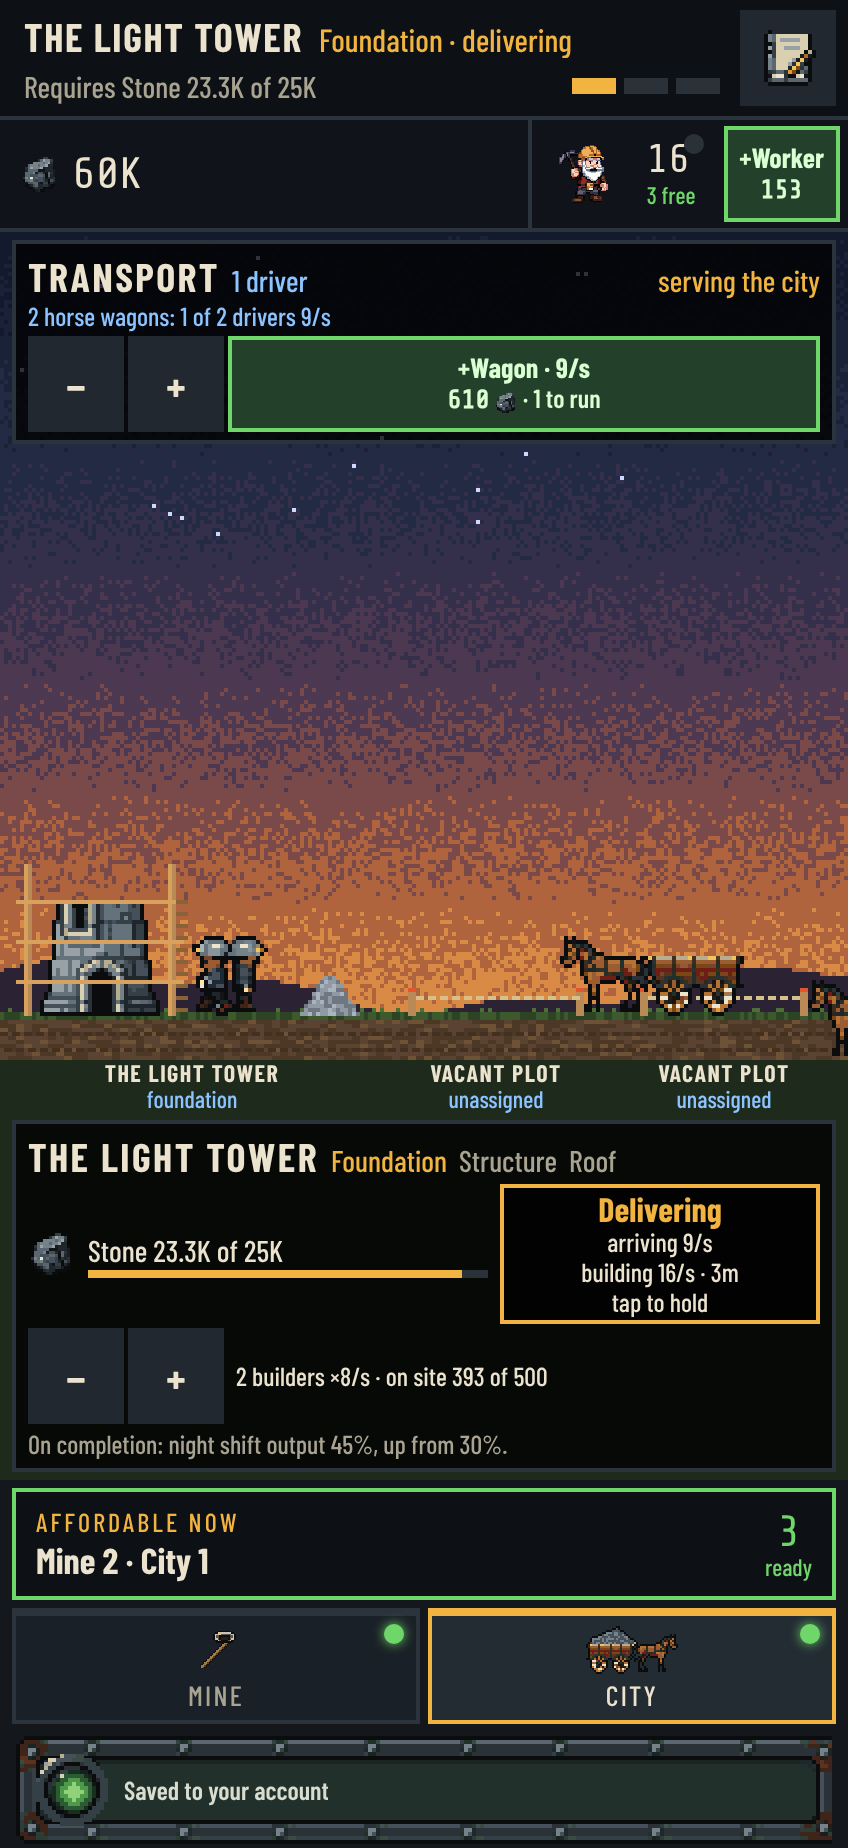 THE LIGHT TOWER Foundation · delivering
Requires Stone 23.3K of 25K
60K
16
3 free
+Worker
153
TRANSPORT 1 driver
serving the city
2 horse wagons: 1 of 2 drivers 9/s
− +
+Wagon · 9/s
610 · 1 to run
THE LIGHT TOWER
foundation
VACANT PLOT
unassigned
VACANT PLOT
unassigned
THE LIGHT TOWER Foundation Structure Roof
Stone 23.3K of 25K
Delivering
arriving 9/s
building 16/s · 3m
tap to hold
− +
2 builders ×8/s · on site 393 of 500
On completion: night shift output 45%, up from 30%.
AFFORDABLE NOW
Mine 2 · City 1
3
ready
MINE
CITY
Saved to your account